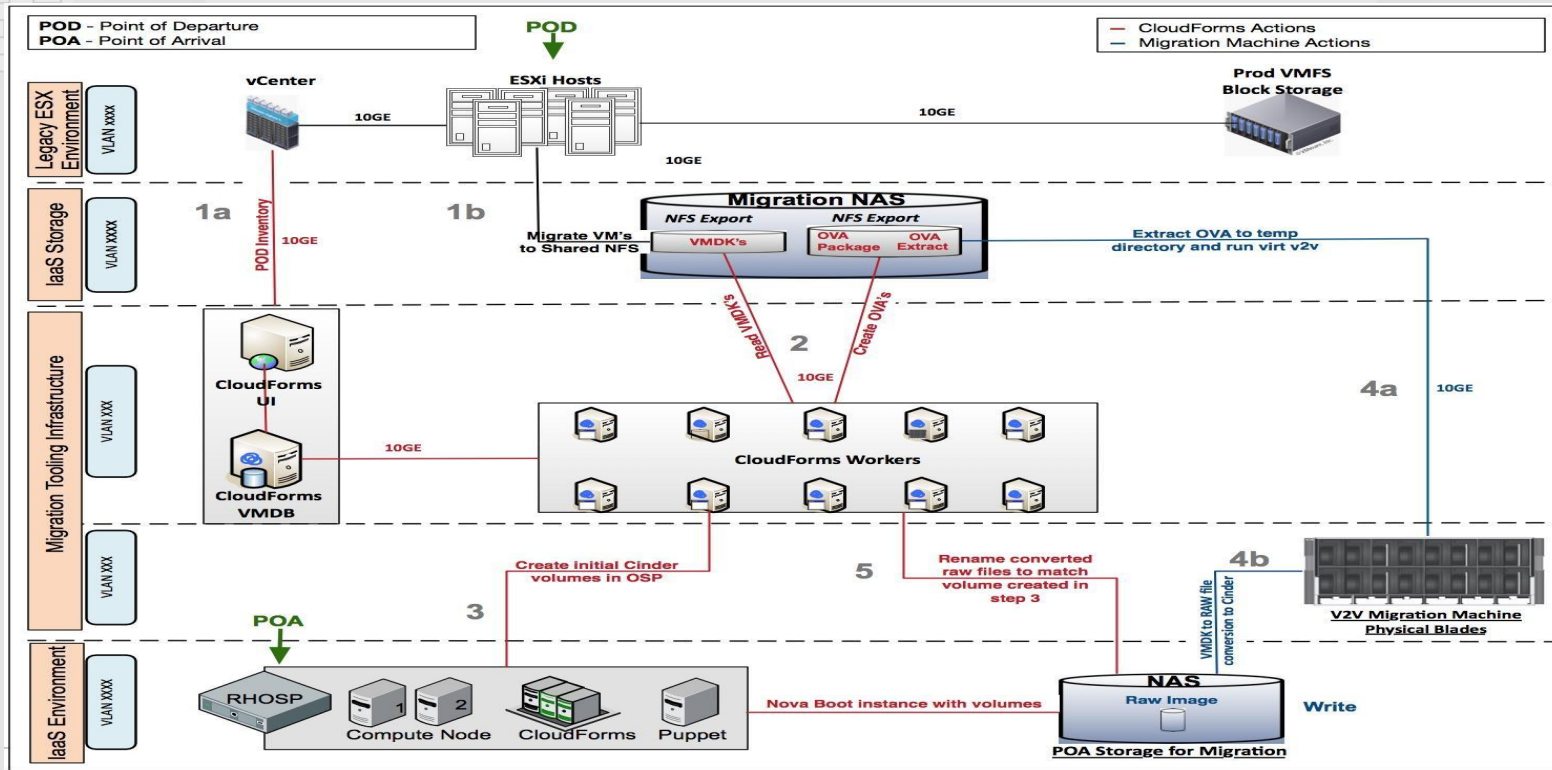 POD - Point of Departure
POA - Point of Arrival
POD
CloudForms Actions
Migration Machine Actions
Legacy ESX
Environment
VLAN XXXX
vCenter
10GE
ESXi Hosts
10GE
10GE
Prod VMFS
Block Storage
IaaS Storage
VLAN XXXX
1a
POD Inventory
10GE
1b
Migrate VM's
to Shared NFS
Migration NAS
NFS Export
NFS Export
VMDK's
OVA
Package
OVA
Extract
Extract OVA to temp
directory and run virt v2v
Migration Tooling Infrastructure
VLAN XXX
CloudForms
UI
CloudForms
VMDB
10GE
Read VMDK's
2
Create OVA's
10GE
CloudForms Workers
4a
10GE
VLAN XXXX
Create initial Cinder
volumes in OSP
3
5
Rename converted
raw files to match
volume created in
step 3
4b
VMDK to RAW file
conversion to Cinder
V2V Migration Machine
Physical Blades
IaaS Environment
VLAN XXXX
POA
RHOSP
1
2
Compute Node
CloudForms
Puppet
Nova Boot instance with volumes
NAS
Raw Image
POA Storage for Migration
Write